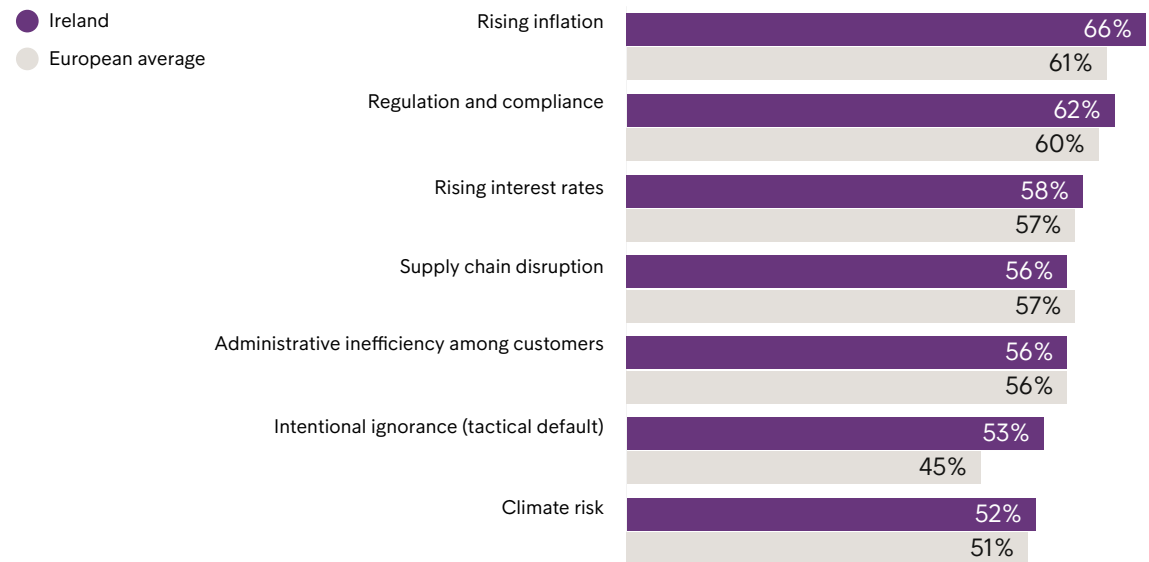 Ireland
European average
Rising inflation
66%
61%
Regulation and compliance
62%
60%
Rising interest rates
58%
57%
Supply chain disruption
56%
57%
Administrative inefficiency among customers
56%
56%
Intentional ignorance (tactical default)
53%
45%
Climate risk
52%
51%